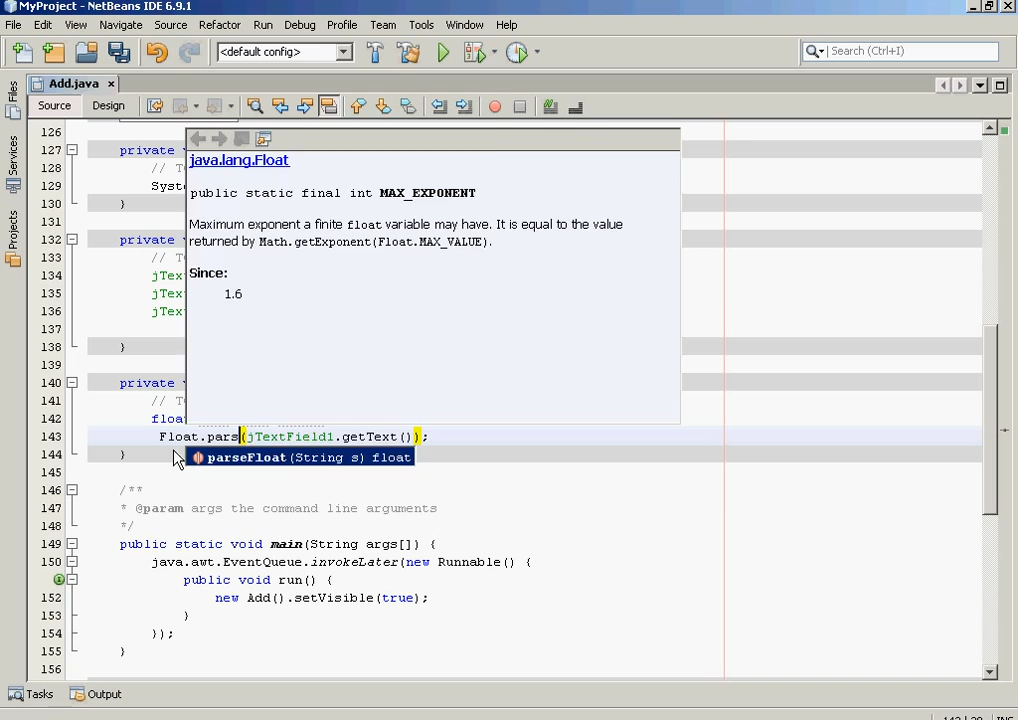 MyProject - NetBeans IDE 6.9.1
File Edit View Navigate Source Refactor Run Debug Profile Team Tools Window Help
<default config>
Search (Ctrl+I)
Files
Services
Projects
Add.java ×
Source Design
126
127 private v
128 // T
129 Syst
130 }
131
132 private v
133 // T
134 jTex
135 jTex
136 jTex
137
138 }
139
140 private v
141 // T
142 float
143 Float.pars(jTextField1.getText());
144 }
145
146 /**
147 * @param args the command line arguments
148 */
149 public static void main(String args[]) {
150 java.awt.EventQueue.invokeLater(new Runnable() {
public void run() {
152 new Add().setVisible(true);
153 }
154 });
155 }
156
java.lang.Float
public static final int MAX_EXPONENT
Maximum exponent a finite float variable may have. It is equal to the value
returned by Math.getExponent(Float.MAX_VALUE).
Since:
1.6
parseFloat(String s) float
Tasks Output